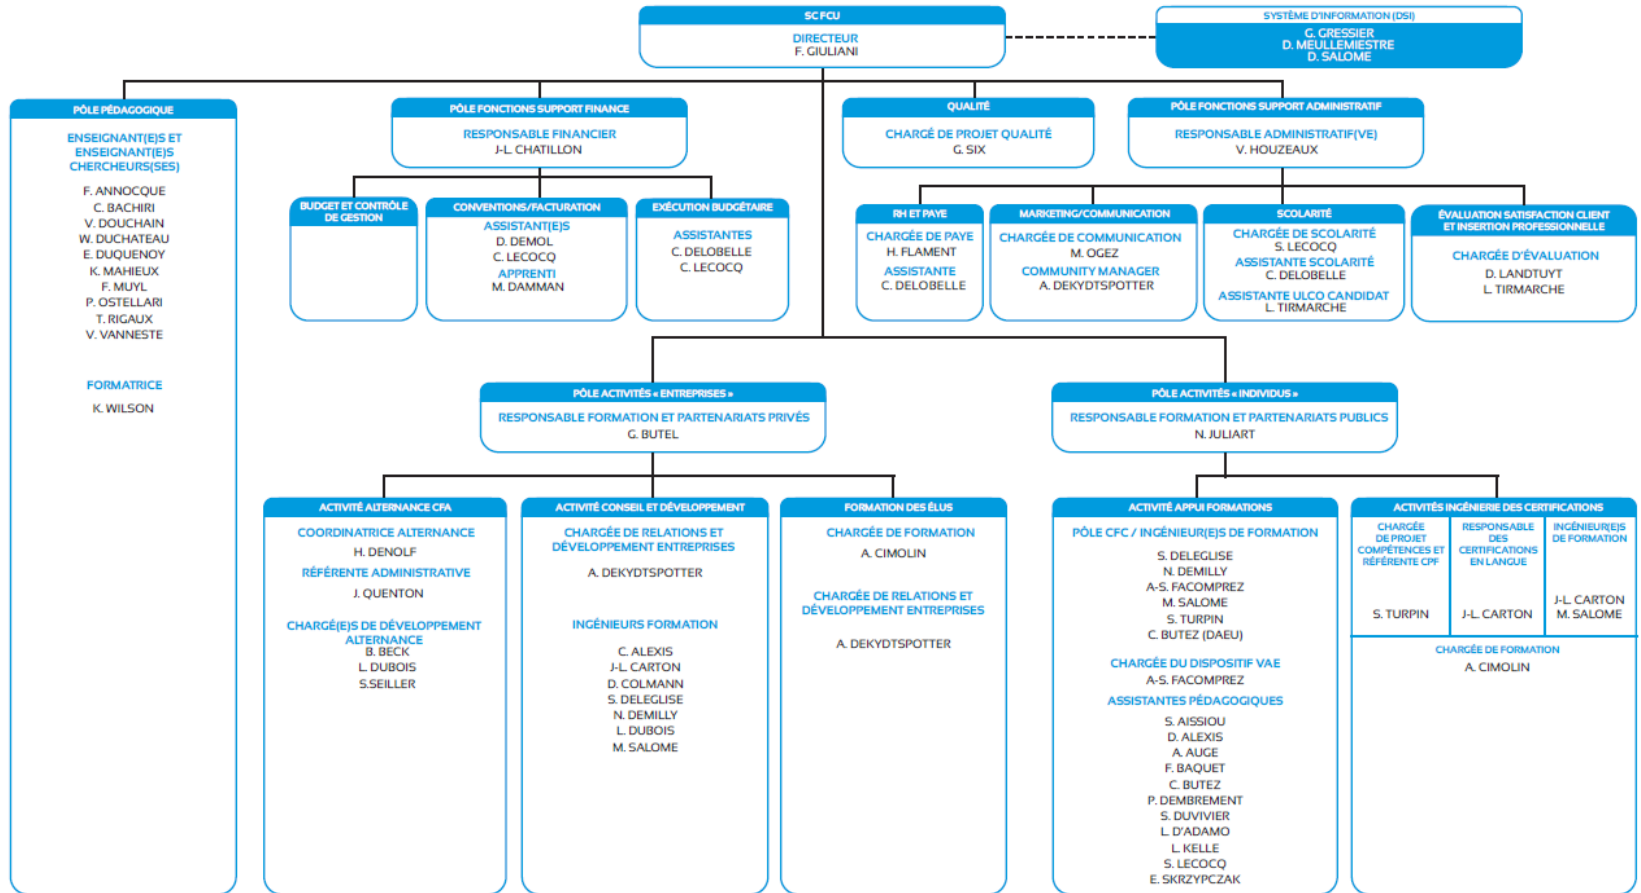 SC FCU
DIRECTEUR
F. GIULIANI
SYSTÈME D'INFORMATION (DSI)
G. GRESSIER
D. MEULLEMIESTRE
D. SALOME
PÔLE PÉDAGOGIQUE
ENSEIGNANT(E)S ET
ENSEIGNANT(E)S
CHERCHEURS(SES)
F. ANNOCQUE
C. BACHIRI
V. DOUCHAIN
W. DUCHATEAU
E. DUQUENOY
K. MAHIEUX
F. MUYL
P. OSTELLARI
T. RIGAUX
V. VANNESTE
FORMATRICE
K. WILSON
PÔLE FONCTIONS SUPPORT FINANCE
RESPONSABLE FINANCIER
J-L. CHATILLON
BUDGET ET CONTRÔLE
DE GESTION
CONVENTIONS/FACTURATION
ASSISTANT(E)S
D. DEMOL
C. LECOCQ
APPRENTI
M. DAMMAN
EXÉCUTION BUDGÉTAIRE
ASSISTANTES
C. DELOBELLE
C. LECOCQ
QUALITÉ
CHARGÉ DE PROJET QUALITÉ
G. SIX
PÔLE FONCTIONS SUPPORT ADMINISTRATIF
RESPONSABLE ADMINISTRATIF(VE)
V. HOUZEAUX
RH ET PAYE
CHARGÉE DE PAYE
H. FLAMENT
ASSISTANTE
C. DELOBELLE
MARKETING/COMMUNICATION
CHARGÉE DE COMMUNICATION
M. OGEZ
COMMUNITY MANAGER
A. DEKYDTSPOTTER
SCOLARITÉ
CHARGÉE DE SCOLARITÉ
S. LECOCQ
ASSISTANTE SCOLARITÉ
C. DELOBELLE
ASSISTANTE ULCO CANDIDAT
L. TIRMARCHE
ÉVALUATION SATISFACTION CLIENT
ET INSERTION PROFESSIONNELLE
CHARGÉE D'ÉVALUATION
D. LANDTUYT
L. TIRMARCHE
PÔLE ACTIVITÉS « ENTREPRISES »
RESPONSABLE FORMATION ET PARTENARIATS PRIVÉS
G. BUTEL
ACTIVITÉ ALTERNANCE CFA
COORDINATRICE ALTERNANCE
H. DENOLF
RÉFÉRENTE ADMINISTRATIVE
J. QUENTON
CHARGÉ(E)S DE DÉVELOPPEMENT
ALTERNANCE
B. BECK
L. DUBOIS
S.SEILLER
ACTIVITÉ CONSEIL ET DÉVELOPPEMENT
CHARGÉE DE RELATIONS ET
DÉVELOPPEMENT ENTREPRISES
A. DEKYDTSPOTTER
INGÉNIEURS FORMATION
C. ALEXIS
J-L. CARTON
D. COLMANN
S. DELEGLISE
N. DEMILLY
L. DUBOIS
M. SALOME
FORMATION DES ÉLUS
CHARGÉE DE FORMATION
A. CIMOLIN
CHARGÉE DE RELATIONS ET
DÉVELOPPEMENT ENTREPRISES
A. DEKYDTSPOTTER
PÔLE ACTIVITÉS « INDIVIDUS »
RESPONSABLE FORMATION ET PARTENARIATS PUBLICS
N. JULIART
ACTIVITÉ APPUI FORMATIONS
PÔLE CFC / INGÉNIEUR(E)S DE FORMATION
S. DELEGLISE
N. DEMILLY
A-S. FACOMPREZ
M. SALOME
S. TURPIN
C. BUTEZ (DAEU)
CHARGÉE DU DISPOSITIF VAE
A-S. FACOMPREZ
ASSISTANTES PÉDAGOGIQUES
S. AISSIOU
D. ALEXIS
A. AUGE
F. BAQUET
C. BUTEZ
P. DEMBREMENT
S. DUVIVIER
L. D'ADAMO
L. KELLE
S. LECOCQ
E. SKRZYPCZAK
ACTIVITÉS INGÉNIERIE DES CERTIFICATIONS
CHARGÉE
DE PROJET
COMPÉTENCES ET
RÉFÉRENTE CPF
S. TURPIN
RESPONSABLE
DES
CERTIFICATIONS
EN LANGUE
J-L. CARTON
INGÉNIEUR(E)S
DE FORMATION
J-L. CARTON
M. SALOME
CHARGÉE DE FORMATION
A. CIMOLIN